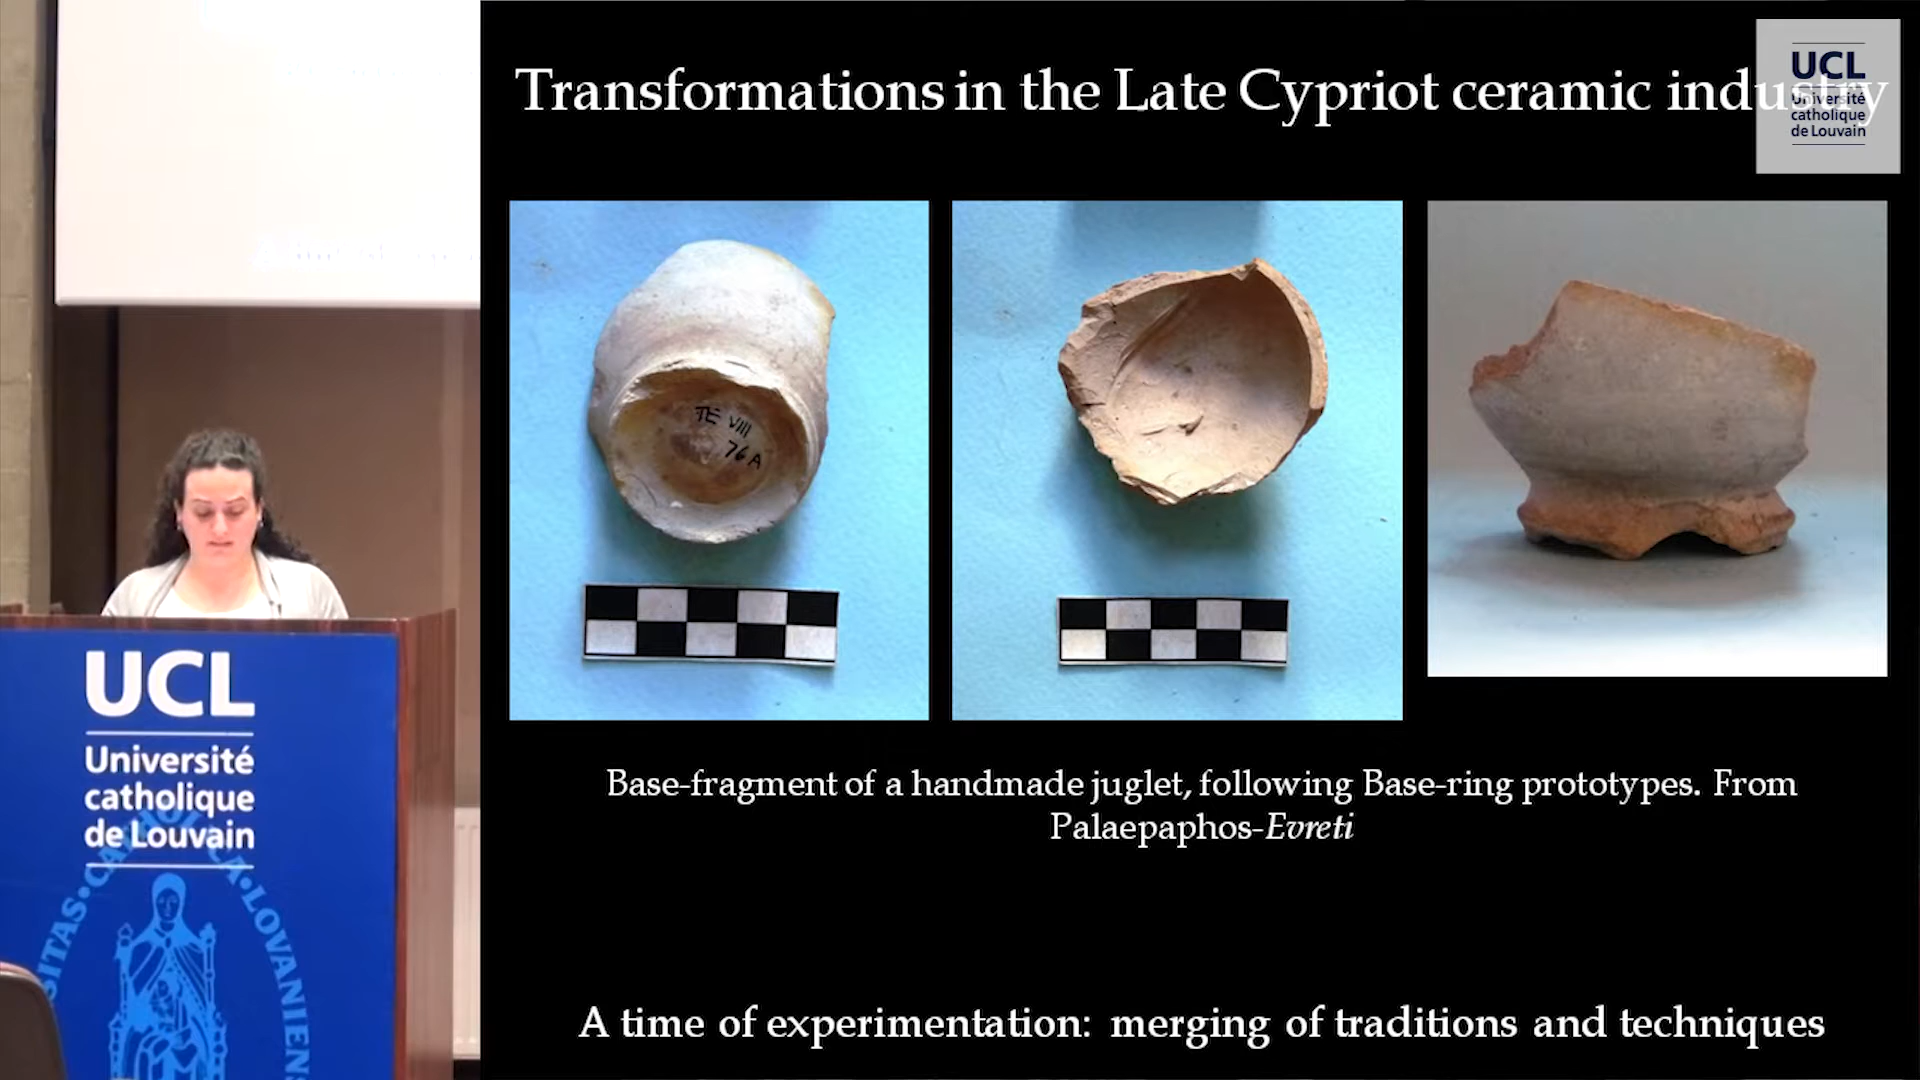 Transformations in the Late Cypriot ceramic industry
UCL
Université
catholique
de Louvain
TE VIII
76 A
Base-fragment of a handmade juglet, following Base-ring prototypes. From
Palaepaphos-Evreti
A time of experimentation: merging of traditions and techniques
UCL
Université
catholique
de Louvain